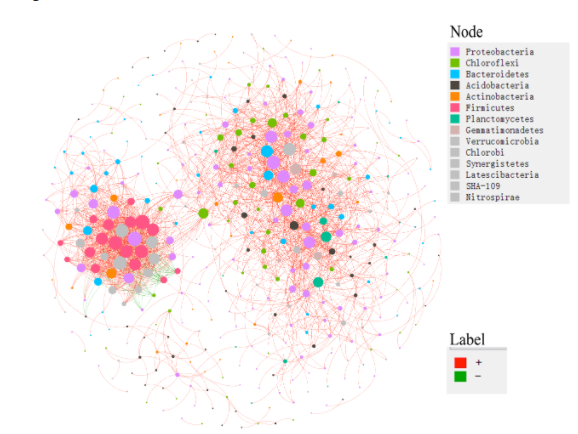 Node
Proteobacteria
Chloroflexi
Bacteroidetes
Acidobacteria
Actinobacteria
Firmicutes
Planctomycetes
Gemmatimonadetes
Verrucomicrobia
Chlorobi
Synergistetes
Latescibacteria
SHA-109
Nitrospirae
Label
+
-